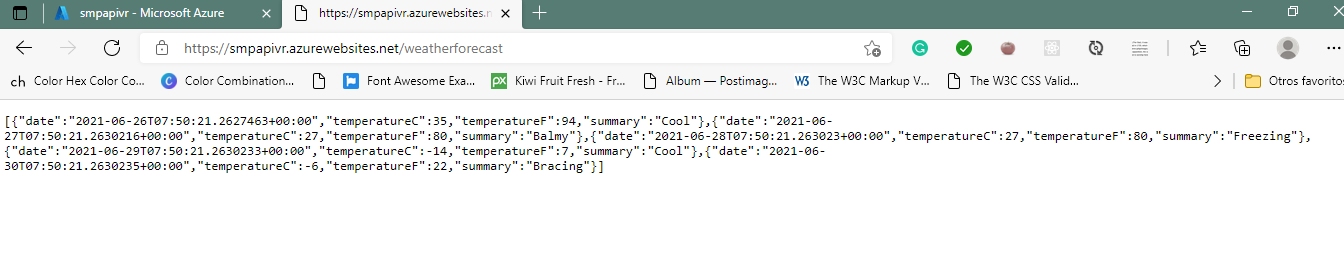 smpapivr - Microsoft Azure
https://smpapivr.azurewebsites.n
https://smpapivr.azurewebsites.net/weatherforecast
ch Color Hex Color Co...
Color Combination...
Font Awesome Exa...
px Kiwi Fruit Fresh - Fr...
Album — Postimag...
W3 The W3C Markup V...
The W3C CSS Valid...
Otros favoritos
[{"date":"2021-06-26T07:50:21.2627463+00:00","temperatureC":35,"temperatureF":94,"summary":"Cool"},{"date":"2021-06-
27T07:50:21.2630216+00:00","temperatureC":27,"temperatureF":80,"summary":"Balmy"},{"date":"2021-06-28T07:50:21.263023+00:00","temperatureC":27,"temperatureF":80,"summary":"Freezing"},
{"date":"2021-06-29T07:50:21.2630233+00:00","temperatureC":-14,"temperatureF":7,"summary":"Cool"},{"date":"2021-06-
30T07:50:21.2630235+00:00","temperatureC":-6,"temperatureF":22,"summary":"Bracing"}]